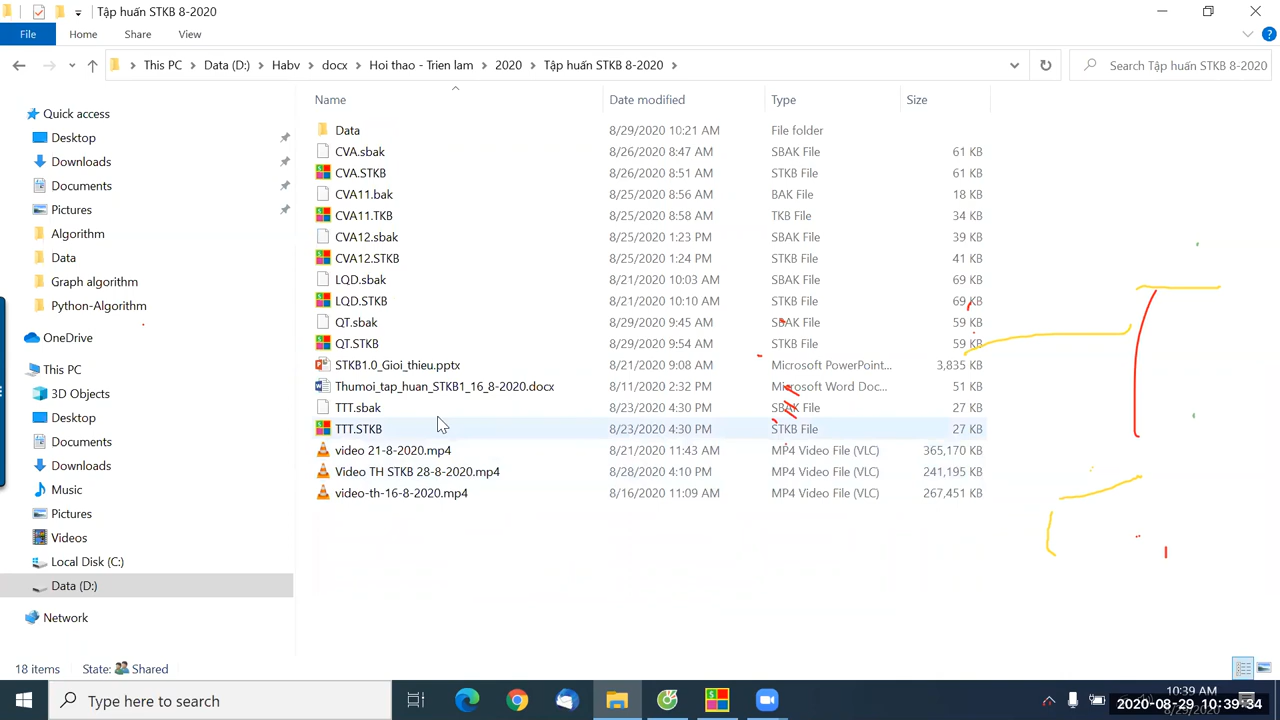 Tập huấn STKB 8-2020
File Home Share View
This PC Data (D:) Habv docx Hoi thao - Trien lam 2020 Tập huấn STKB 8-2020
Search Tập huấn STKB 8-2020
Name Date modified Type Size
Quick access
Desktop
Downloads
Documents
Pictures
Algorithm
Data
Graph algorithm
Python-Algorithm
OneDrive
This PC
3D Objects
Desktop
Documents
Downloads
Music
Pictures
Videos
Local Disk (C:)
Data (D:)
Network
Data 8/29/2020 10:21 AM File folder
CVA.sbak 8/26/2020 8:47 AM SBAK File 61 KB
CVA.STKB 8/26/2020 8:51 AM STKB File 61 KB
CVA11.bak 8/25/2020 8:56 AM BAK File 18 KB
CVA11.TKB 8/25/2020 8:58 AM TKB File 34 KB
CVA12.sbak 8/25/2020 1:23 PM SBAK File 39 KB
CVA12.STKB 8/25/2020 1:24 PM STKB File 41 KB
LQD.sbak 8/21/2020 10:03 AM SBAK File 69 KB
LQD.STKB 8/21/2020 10:10 AM STKB File 69 KB
QT.sbak 8/29/2020 9:45 AM SBAK File 59 KB
QT.STKB 8/29/2020 9:54 AM STKB File 59 KB
STKB1.0_Gioi_thieu.pptx 8/21/2020 9:08 AM Microsoft PowerPoint... 3,835 KB
Thumoi_tap_huan_STKB1_16_8-2020.docx 8/11/2020 2:32 PM Microsoft Word Doc... 51 KB
TTT.sbak 8/23/2020 4:30 PM SBAK File 27 KB
TTT.STKB 8/23/2020 4:30 PM STKB File 27 KB
video 21-8-2020.mp4 8/21/2020 11:43 AM MP4 Video File (VLC) 365,170 KB
Video TH STKB 28-8-2020.mp4 8/28/2020 4:10 PM MP4 Video File (VLC) 241,195 KB
video-th-16-8-2020.mp4 8/16/2020 11:09 AM MP4 Video File (VLC) 267,451 KB
18 items State: Shared
Type here to search
10:39 AM
2020-08-29 10:39:34